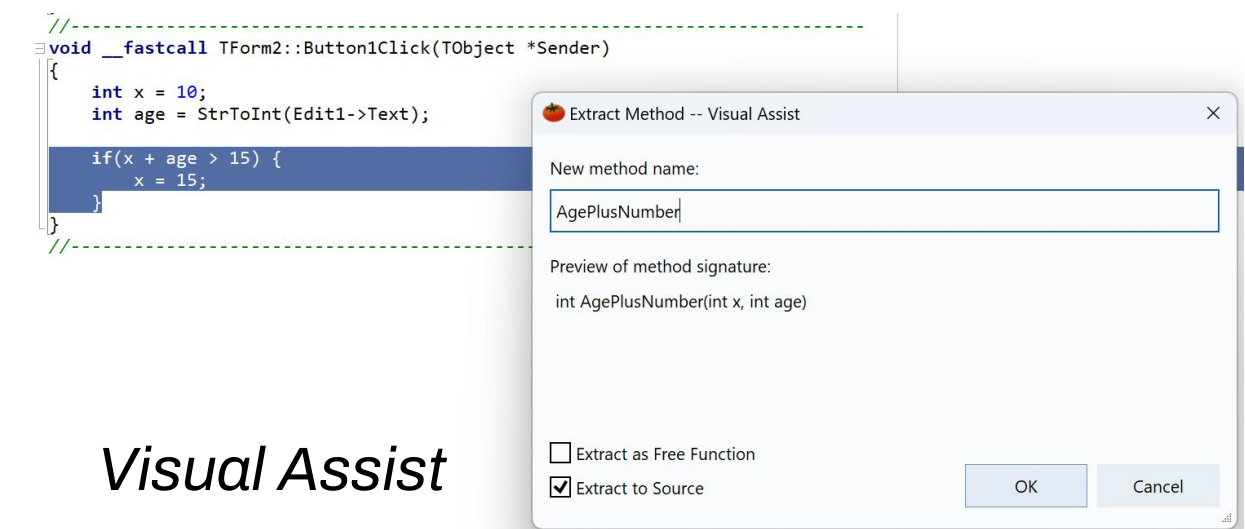 //---------------------------------------------------------------------------
void __fastcall TForm2::Button1Click(TObject *Sender)
{
    int x = 10;
    int age = StrToInt(Edit1->Text);
    if(x + age > 15) {
        x = 15;
    }
}
//---------------------------------------------
Extract Method -- Visual Assist
New method name:
AgePlusNumber
Preview of method signature:
int AgePlusNumber(int x, int age)
Extract as Free Function
Extract to Source
OK
Cancel
Visual Assist